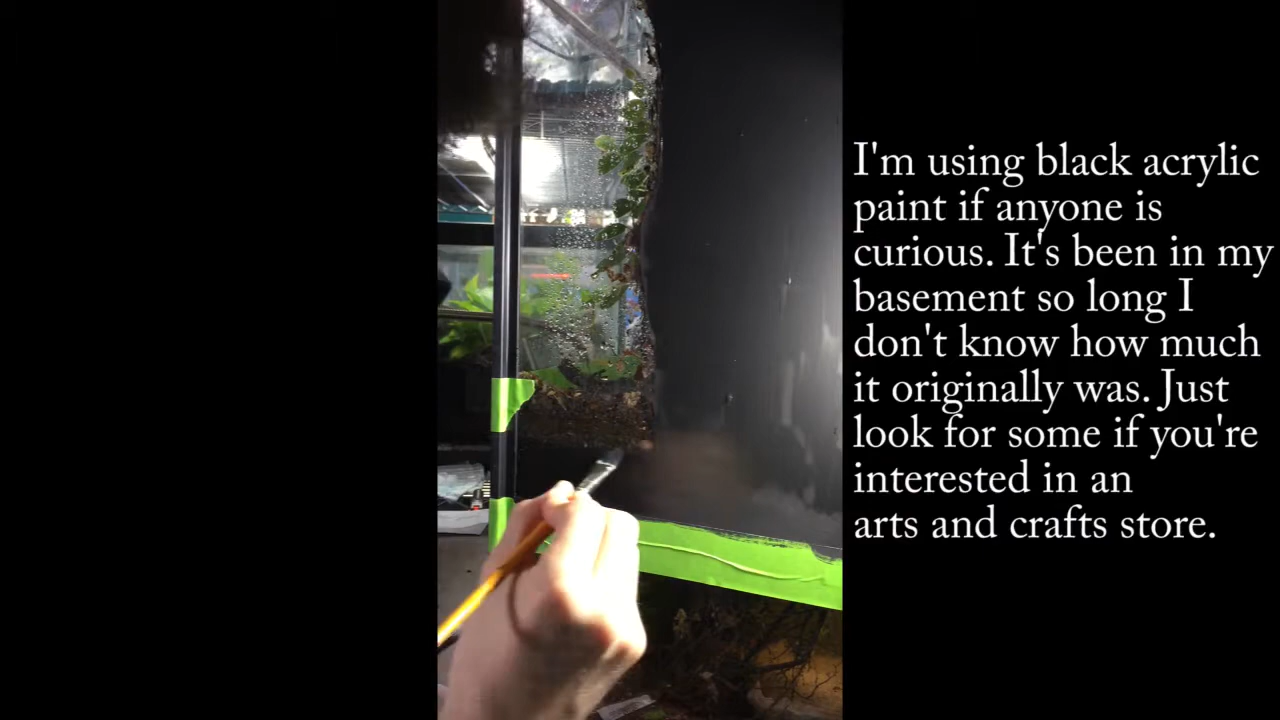 I'm using black acrylic
paint if anyone is
curious. It's been in my
basement so long I
don't know how much
it originally was. Just
look for some if you're
interested in an
arts and crafts store.